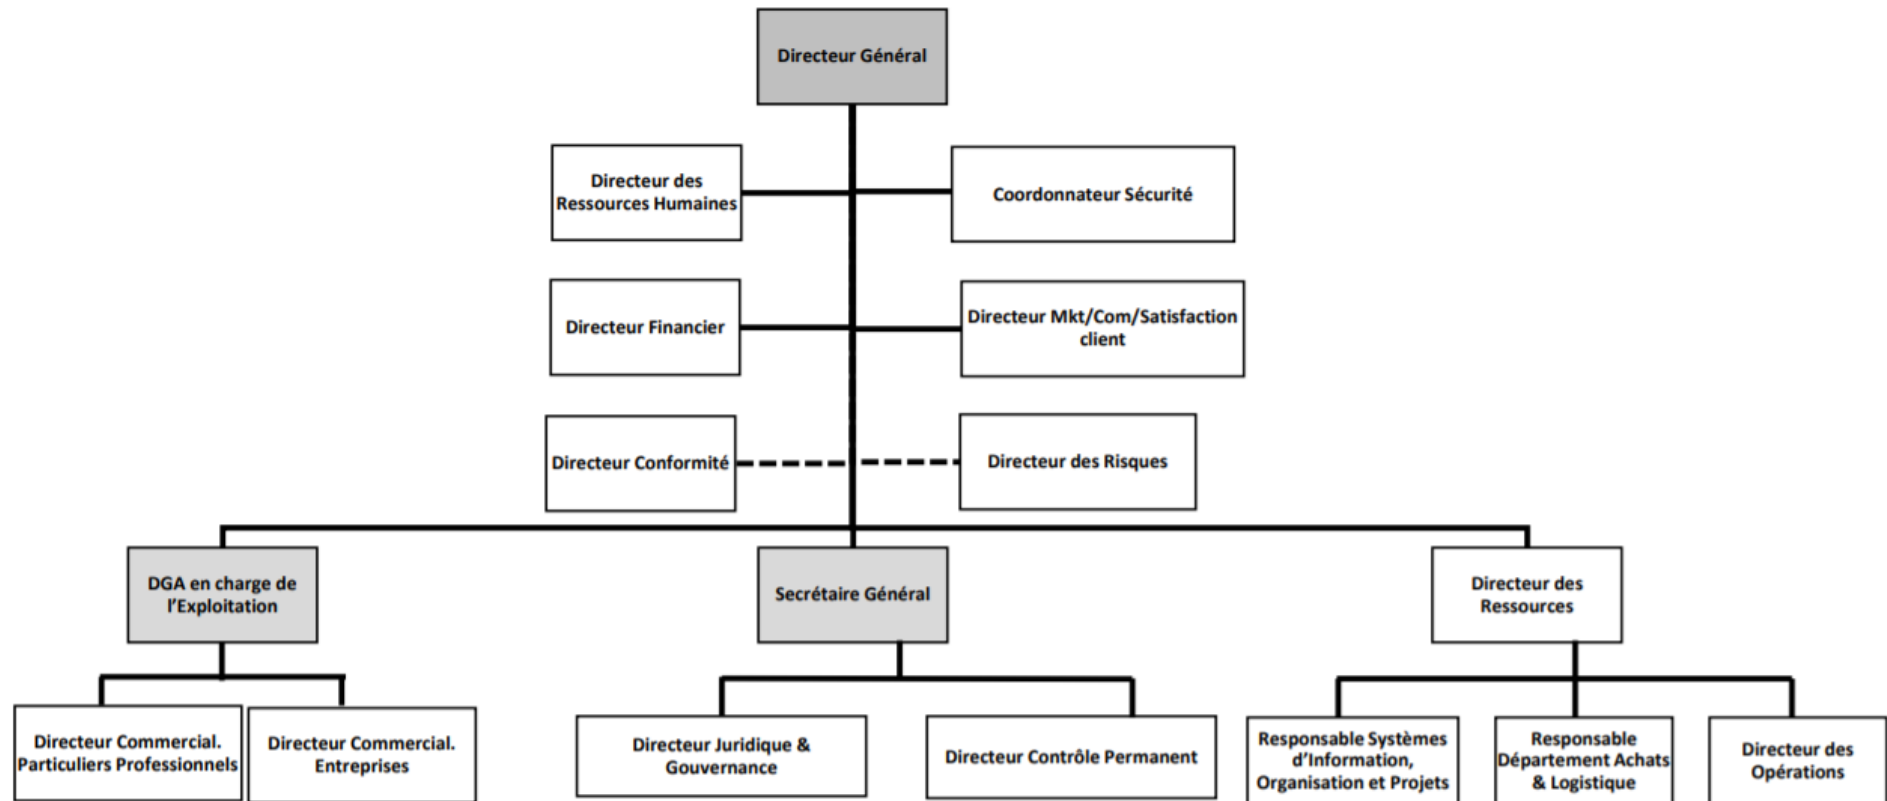 Directeur Général
Directeur des
Ressources Humaines
Coordonnateur Sécurité
Directeur Financier
Directeur Mkt/Com/Satisfaction
client
Directeur Conformité
Directeur des Risques
DGA en charge de
l'Exploitation
Secrétaire Général
Directeur des
Ressources
Directeur Commercial.
Particuliers Professionnels
Directeur Commercial.
Entreprises
Directeur Juridique &
Gouvernance
Directeur Contrôle Permanent
Responsable Systèmes
d'Information,
Organisation et Projets
Responsable
Département Achats
& Logistique
Directeur des
Opérations